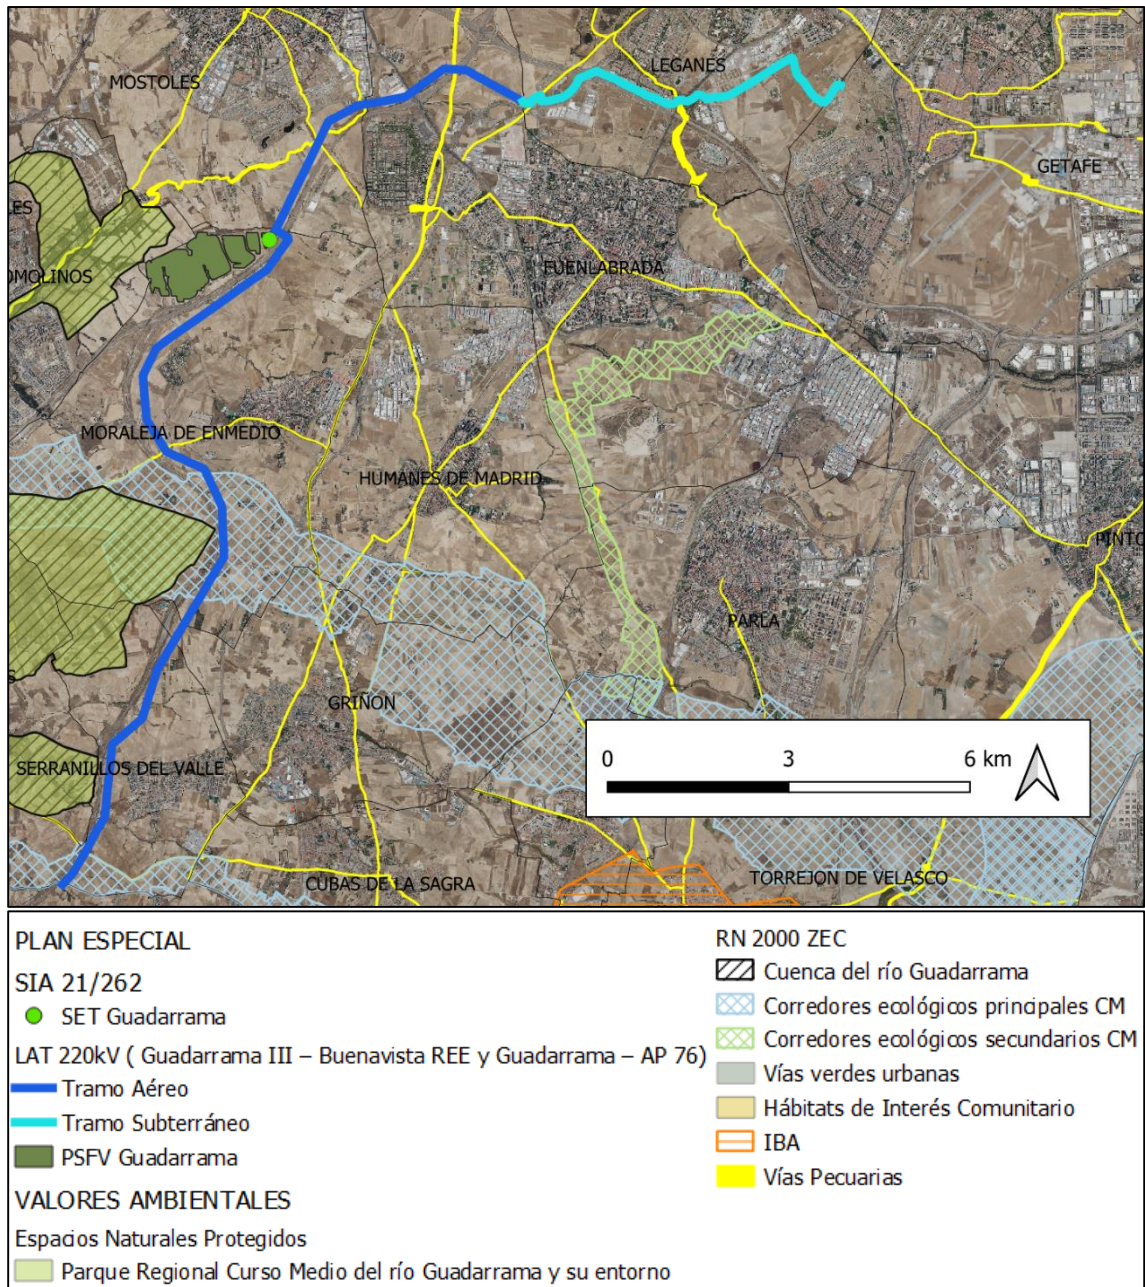 MOSTOLES
LEGANES
GETAFE
LES
OMOLINOS
FUENLABRADA
MORALEJA DE ENMEDIO
HUMANES DE MADRID
PINTO
PARLA
GRIÑON
0 3 6 km
S
SERRANILLOS DEL VALLE
CUBAS DE LA SAGRA
TORREJON DE VELASCO
PLAN ESPECIAL
SIA 21/262
SET Guadarrama
LAT 220kV ( Guadarrama III – Buenavista REE y Guadarrama – AP 76)
Tramo Aéreo
Tramo Subterráneo
PSFV Guadarrama
VALORES AMBIENTALES
Espacios Naturales Protegidos
Parque Regional Curso Medio del río Guadarrama y su entorno
RN 2000 ZEC
Cuenca del río Guadarrama
Corredores ecológicos principales CM
Corredores ecológicos secundarios CM
Vías verdes urbanas
Hábitats de Interés Comunitario
IBA
Vías Pecuarias